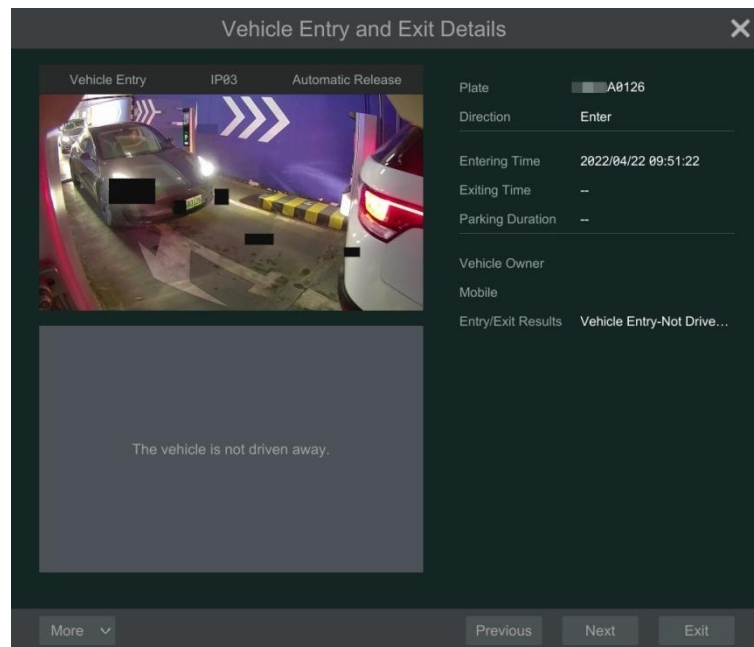 Vehicle Entry and Exit Details
Vehicle Entry IP03 Automatic Release
Plate A0126
Direction Enter
Entering Time 2022/04/22 09:51:22
Exiting Time --
Parking Duration --
Vehicle Owner
Mobile
Entry/Exit Results Vehicle Entry-Not Drive...
The vehicle is not driven away.
More
Previous Next Exit